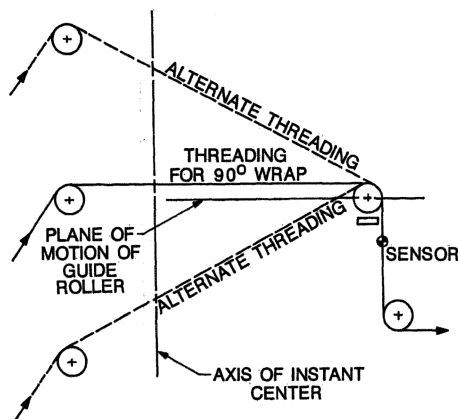 ALTERNATE THREADING
THREADING
FOR 90° WRAP
PLANE OF
MOTION OF
GUIDE
ROLLER
ALTERNATE THREADING
SENSOR
AXIS OF INSTANT
CENTER